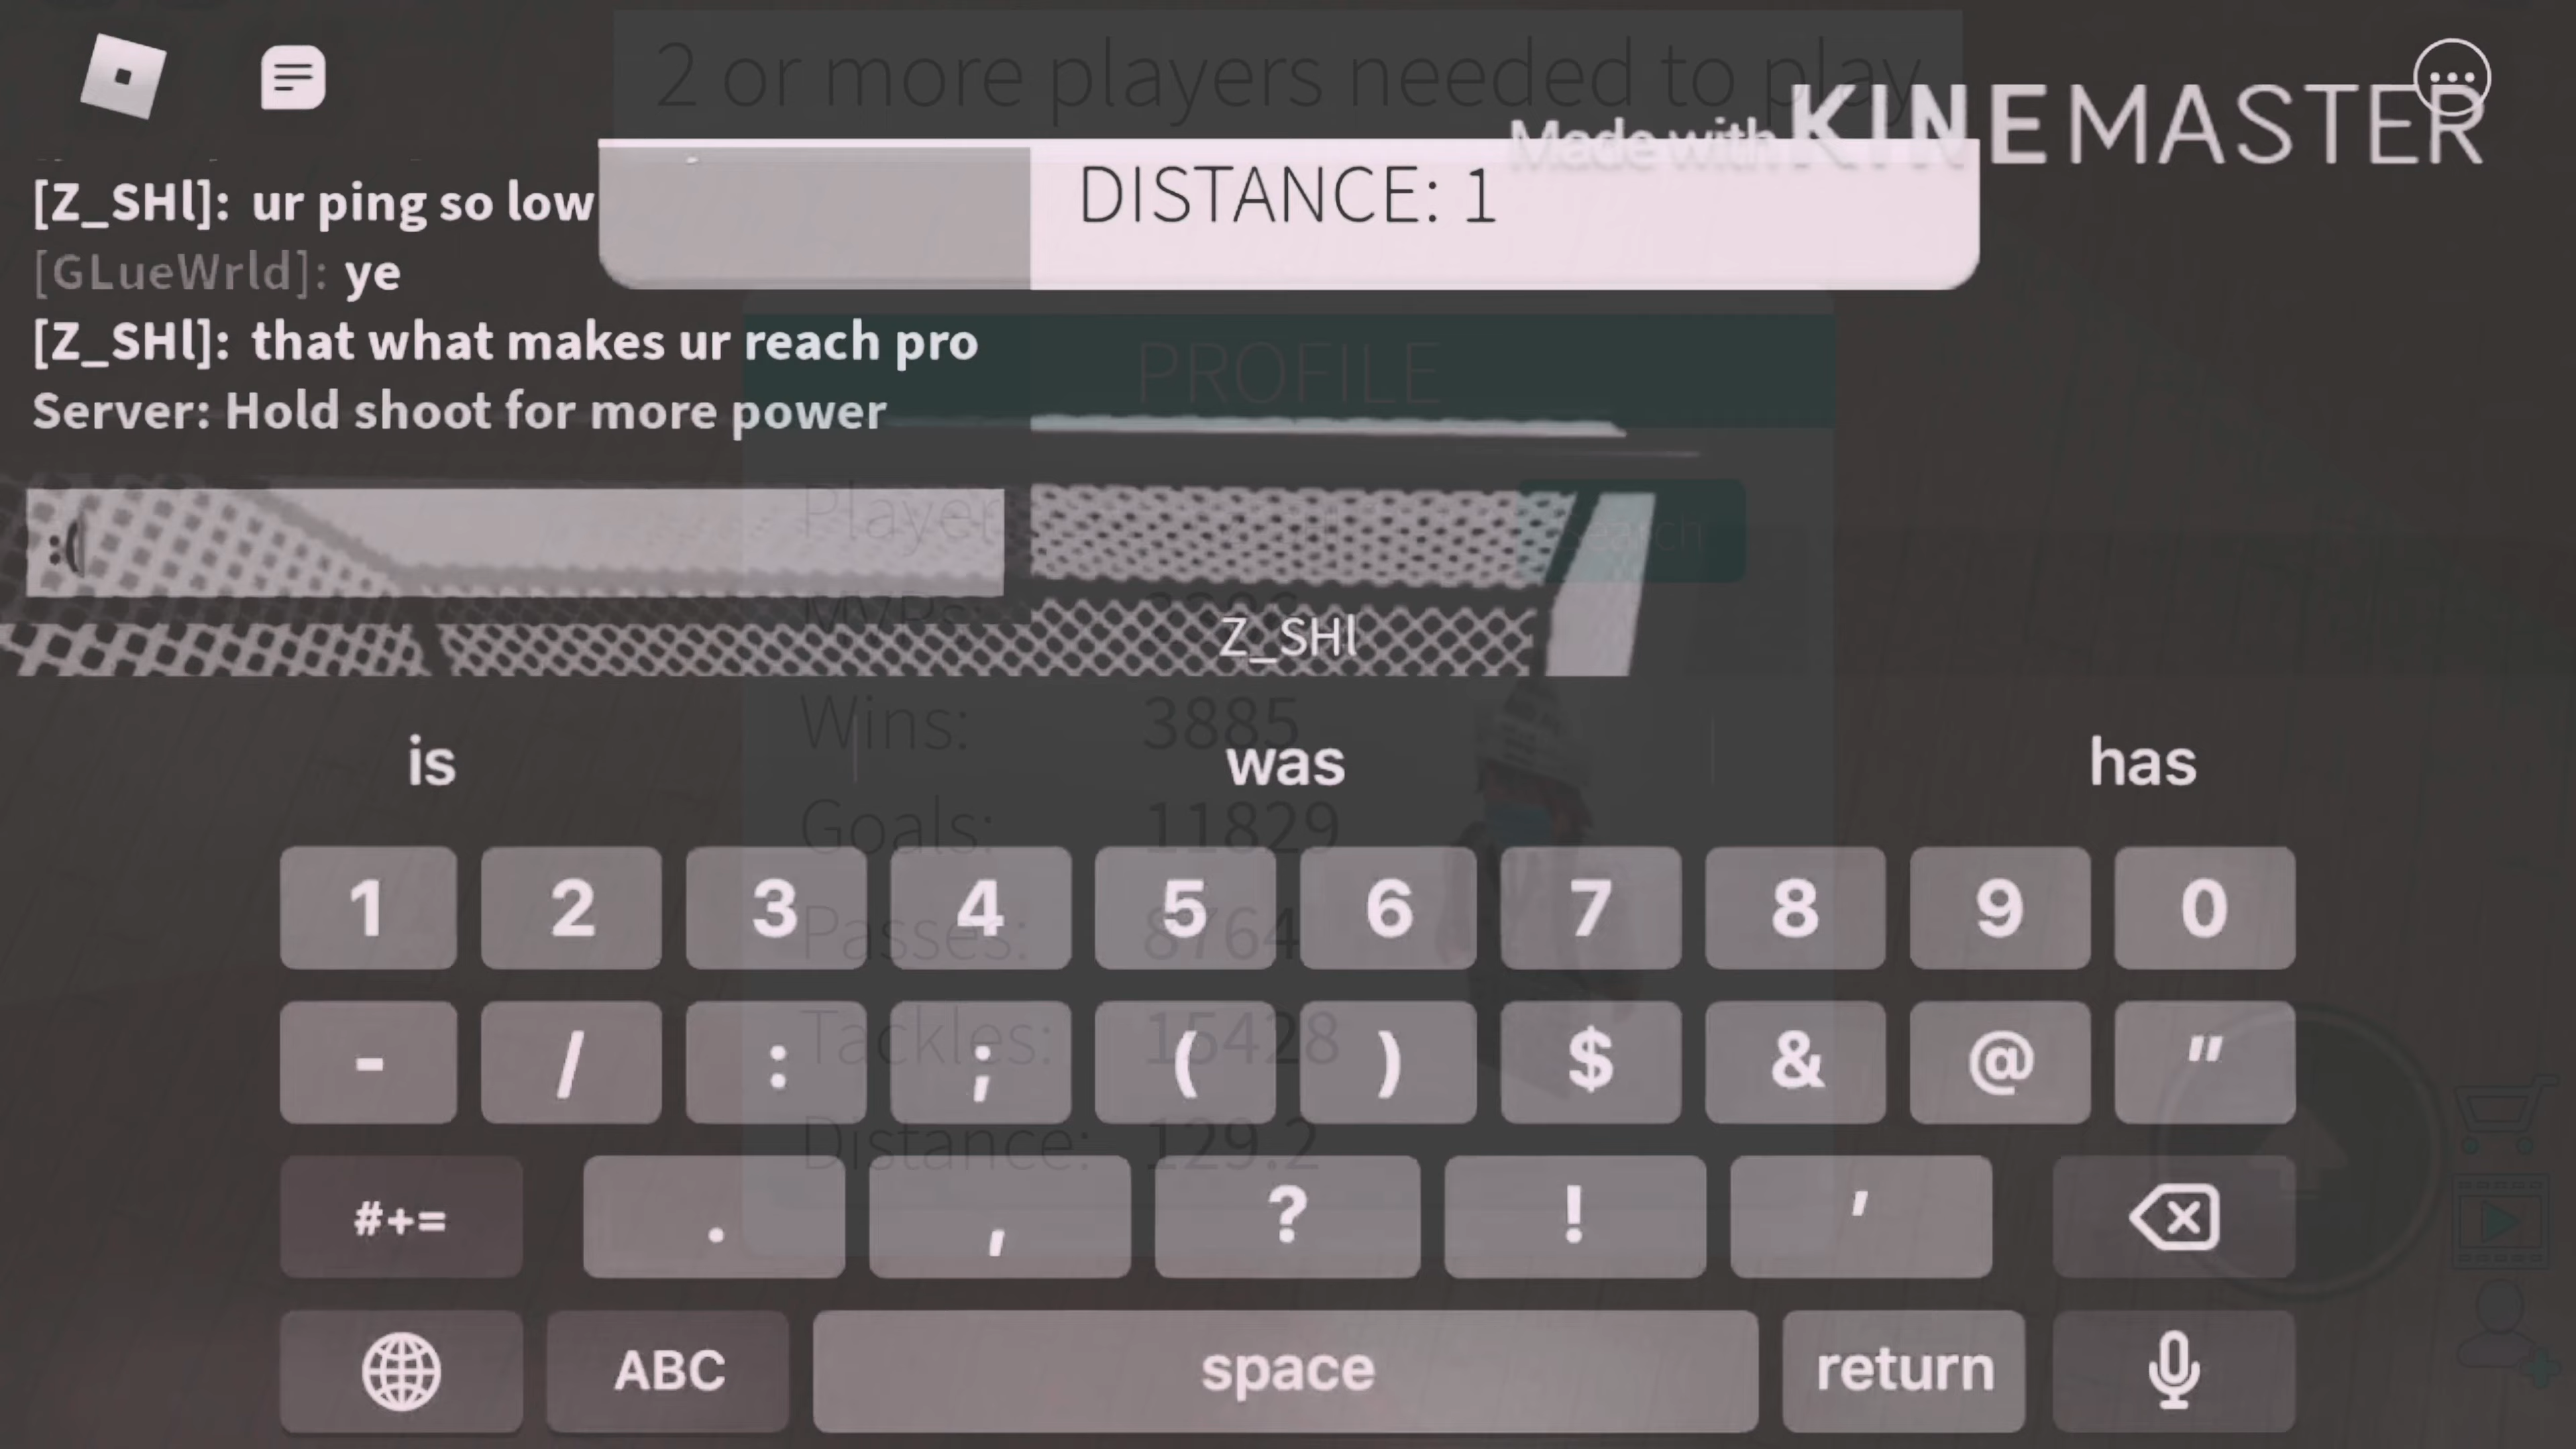 2 or more players needed to play
Made with KINEMASTER
DISTANCE: 1
[Z_SHl]: ur ping so low
[GLueWrld]: ye
[Z_SHl]: that what makes ur reach pro
Server: Hold shoot for more power
PROFILE
:(
Player
Search
MVPs:
Z_SHl
Wins: 3885
is was has
Goals: 11829
1 2 3 4 5 6 7 8 9 0
Passes: 8764
- / : ; ( ) $ & @ "
Tackles: 15428
Distance: 129.2
#+= . , ? ! '
ABC space return